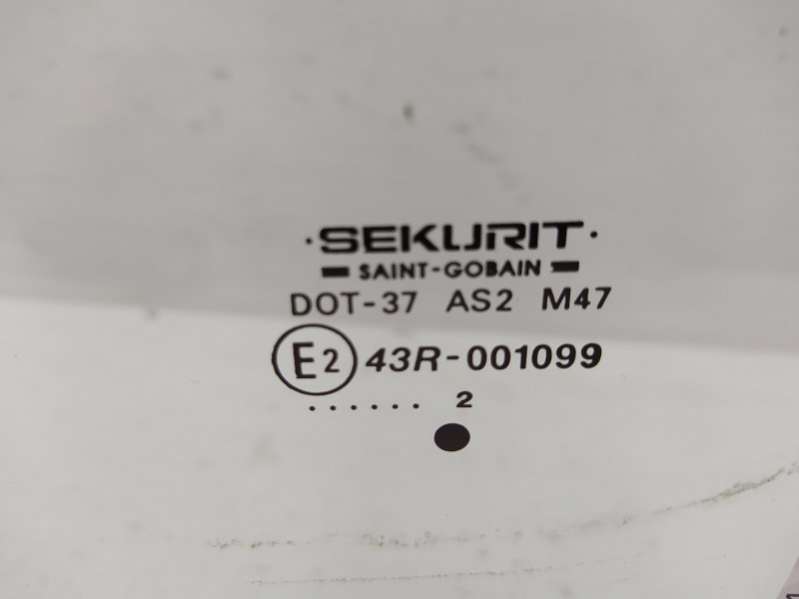 ·SEKURIT·
SAINT-GOBAIN
DOT-37 AS2 M47
E2 43R-001099
...... 2